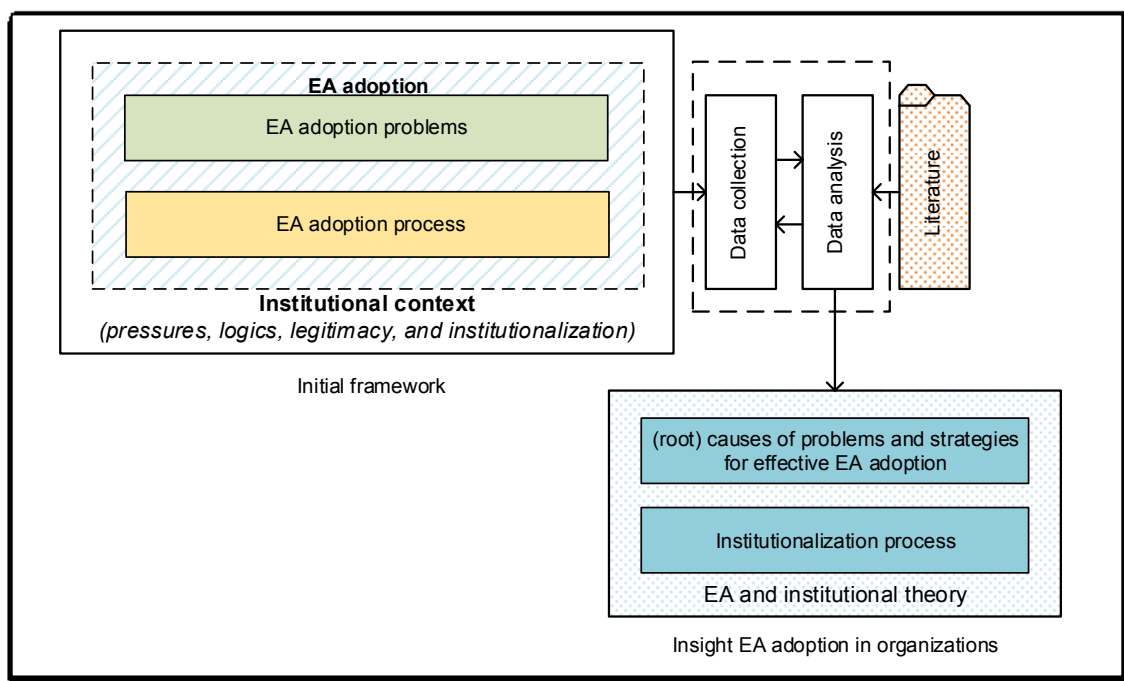 EA adoption
EA adoption problems
EA adoption process
Institutional context
(pressures, logics, legitimacy, and institutionalization)
Initial framework
Data collection
Data analysis
Literature
(root) causes of problems and strategies
for effective EA adoption
Institutionalization process
EA and institutional theory
Insight EA adoption in organizations